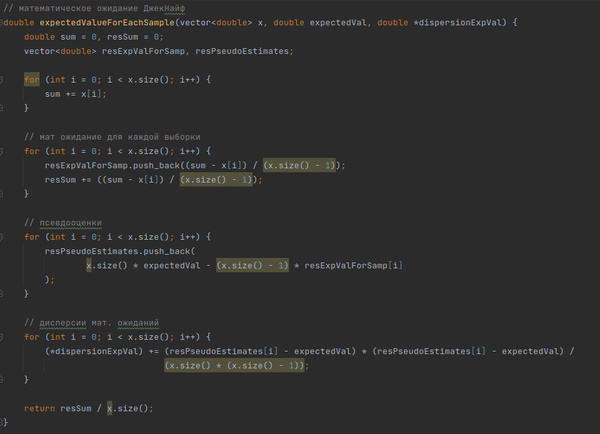 // математическое ожидание ДжекНайф
double expectedValueForEachSample(vector<double> x, double expectedVal, double *dispersionExpVal) {
double sum = 0, resSum = 0;
vector<double> resExpValForSamp, resPseudoEstimates;
for (int i = 0; i < x.size(); i++) {
sum += x[i];
}
// мат ожидание для каждой выборки
for (int i = 0; i < x.size(); i++) {
resExpValForSamp.push_back((sum - x[i]) / (x.size() - 1));
resSum += ((sum - x[i]) / (x.size() - 1));
}
// псевдооценки
for (int i = 0; i < x.size(); i++) {
resPseudoEstimates.push_back(
x.size() * expectedVal - (x.size() - 1) * resExpValForSamp[i]
);
}
// дисперсии мат. ожиданий
for (int i = 0; i < x.size(); i++) {
(*dispersionExpVal) += (resPseudoEstimates[i] - expectedVal) * (resPseudoEstimates[i] - expectedVal) /
(x.size() * (x.size() - 1));
}
return resSum / x.size();
}